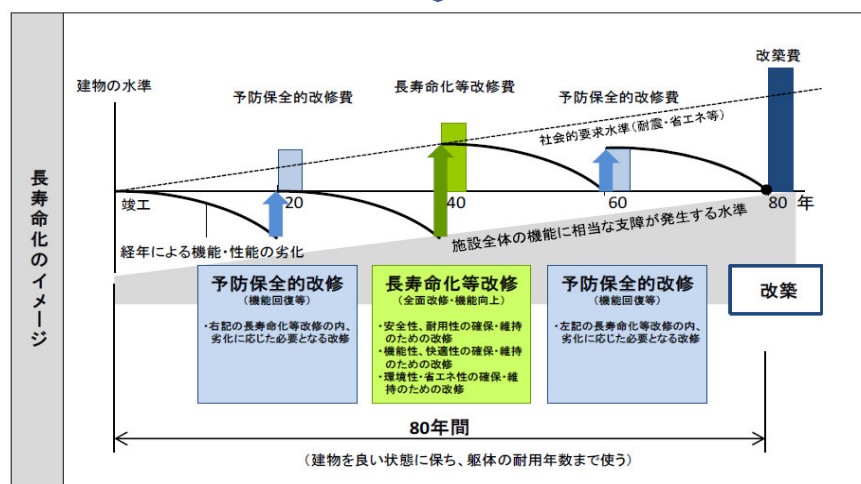 長寿命化のイメージ
改築費
建物の水準
予防保全的改修費
長寿命化等改修費
予防保全的改修費
社会的要求水準(耐震・省エネ等)
竣工
20
40
60
80 年
経年による機能・性能の劣化
施設全体の機能に相当な支障が発生する水準
予防保全的改修
(機能回復等)
・右記の長寿命化等改修の内、
劣化に応じた必要となる改修
長寿命化等改修
(全面改修・機能向上)
・安全性、耐用性の確保・維持
のための改修
・機能性、快適性の確保・維持
のための改修
・環境性・省エネ性の確保・維
持のための改修
予防保全的改修
(機能回復等)
・左記の長寿命化等改修の内、
劣化に応じた必要となる改修
改築
80年間
(建物を良い状態に保ち、躯体の耐用年数まで使う)